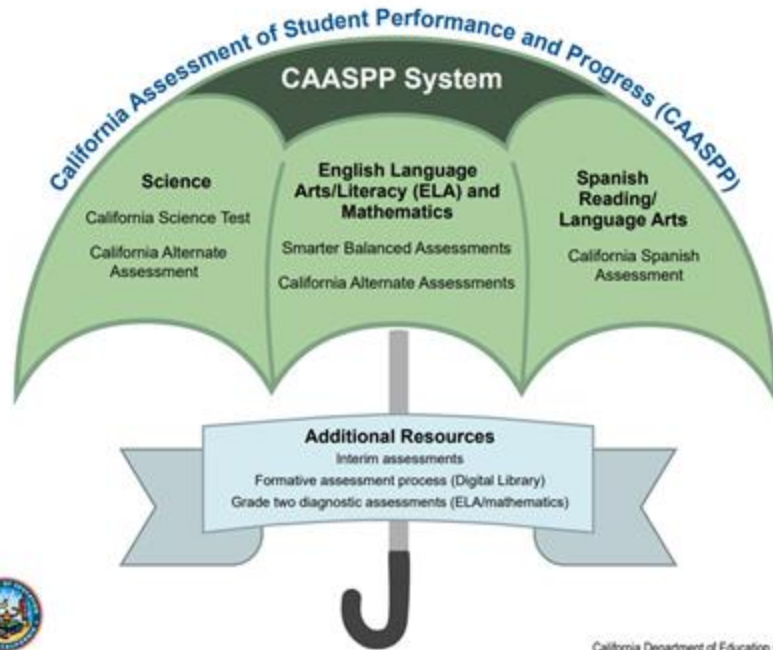 California Assessment of Student Performance and Progress (CAASPP)
CAASPP System
Science
California Science Test
California Alternate
Assessment
English Language
Arts/Literacy (ELA) and
Mathematics
Smarter Balanced Assessments
California Alternate Assessments
Spanish
Reading/
Language Arts
California Spanish
Assessment
Additional Resources
Interim assessments
Formative assessment process (Digital Library)
Grade two diagnostic assessments (ELA/mathematics)
California Department of Education